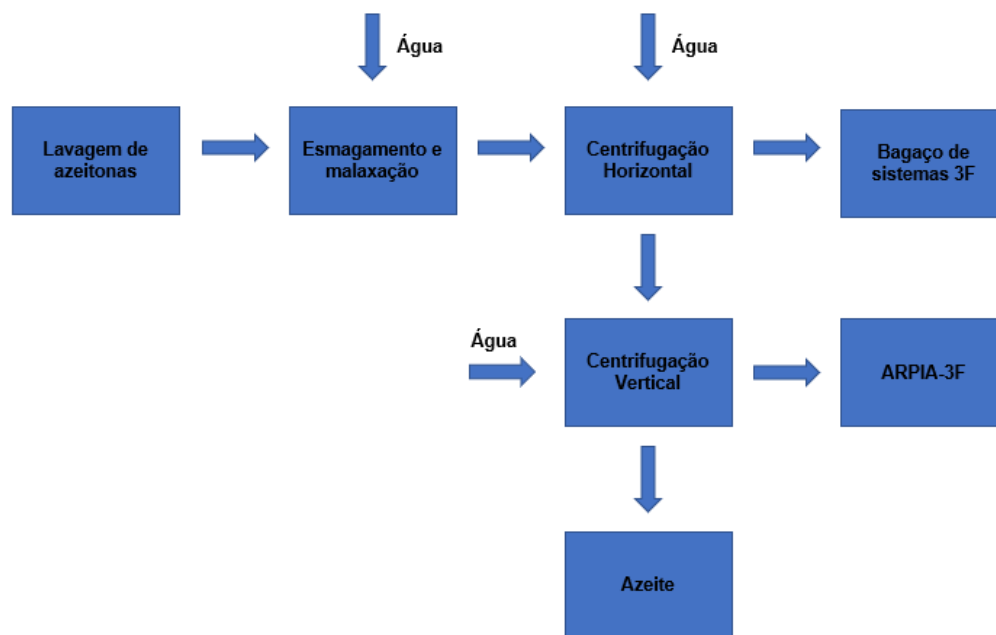 Água
Água
Lavagem de
azeitonas
Esmagamento e
malaxação
Centrifugação
Horizontal
Bagaço de
sistemas 3F
Água
Centrifugação
Vertical
ARPIA-3F
Azeite